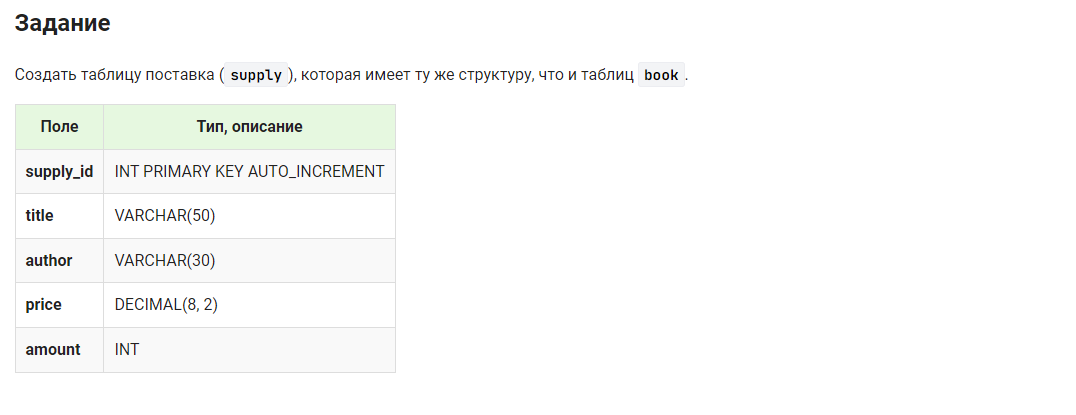 Задание
Создать таблицу поставка ( supply ), которая имеет ту же структуру, что и таблиц book .
Поле Тип, описание
supply_id INT PRIMARY KEY AUTO_INCREMENT
title VARCHAR(50)
author VARCHAR(30)
price DECIMAL(8, 2)
amount INT